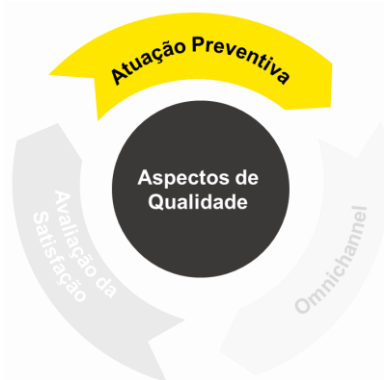 Atuação Preventiva
Aspectos de
Qualidade
Avaliação da
Satisfação
Omnichannel